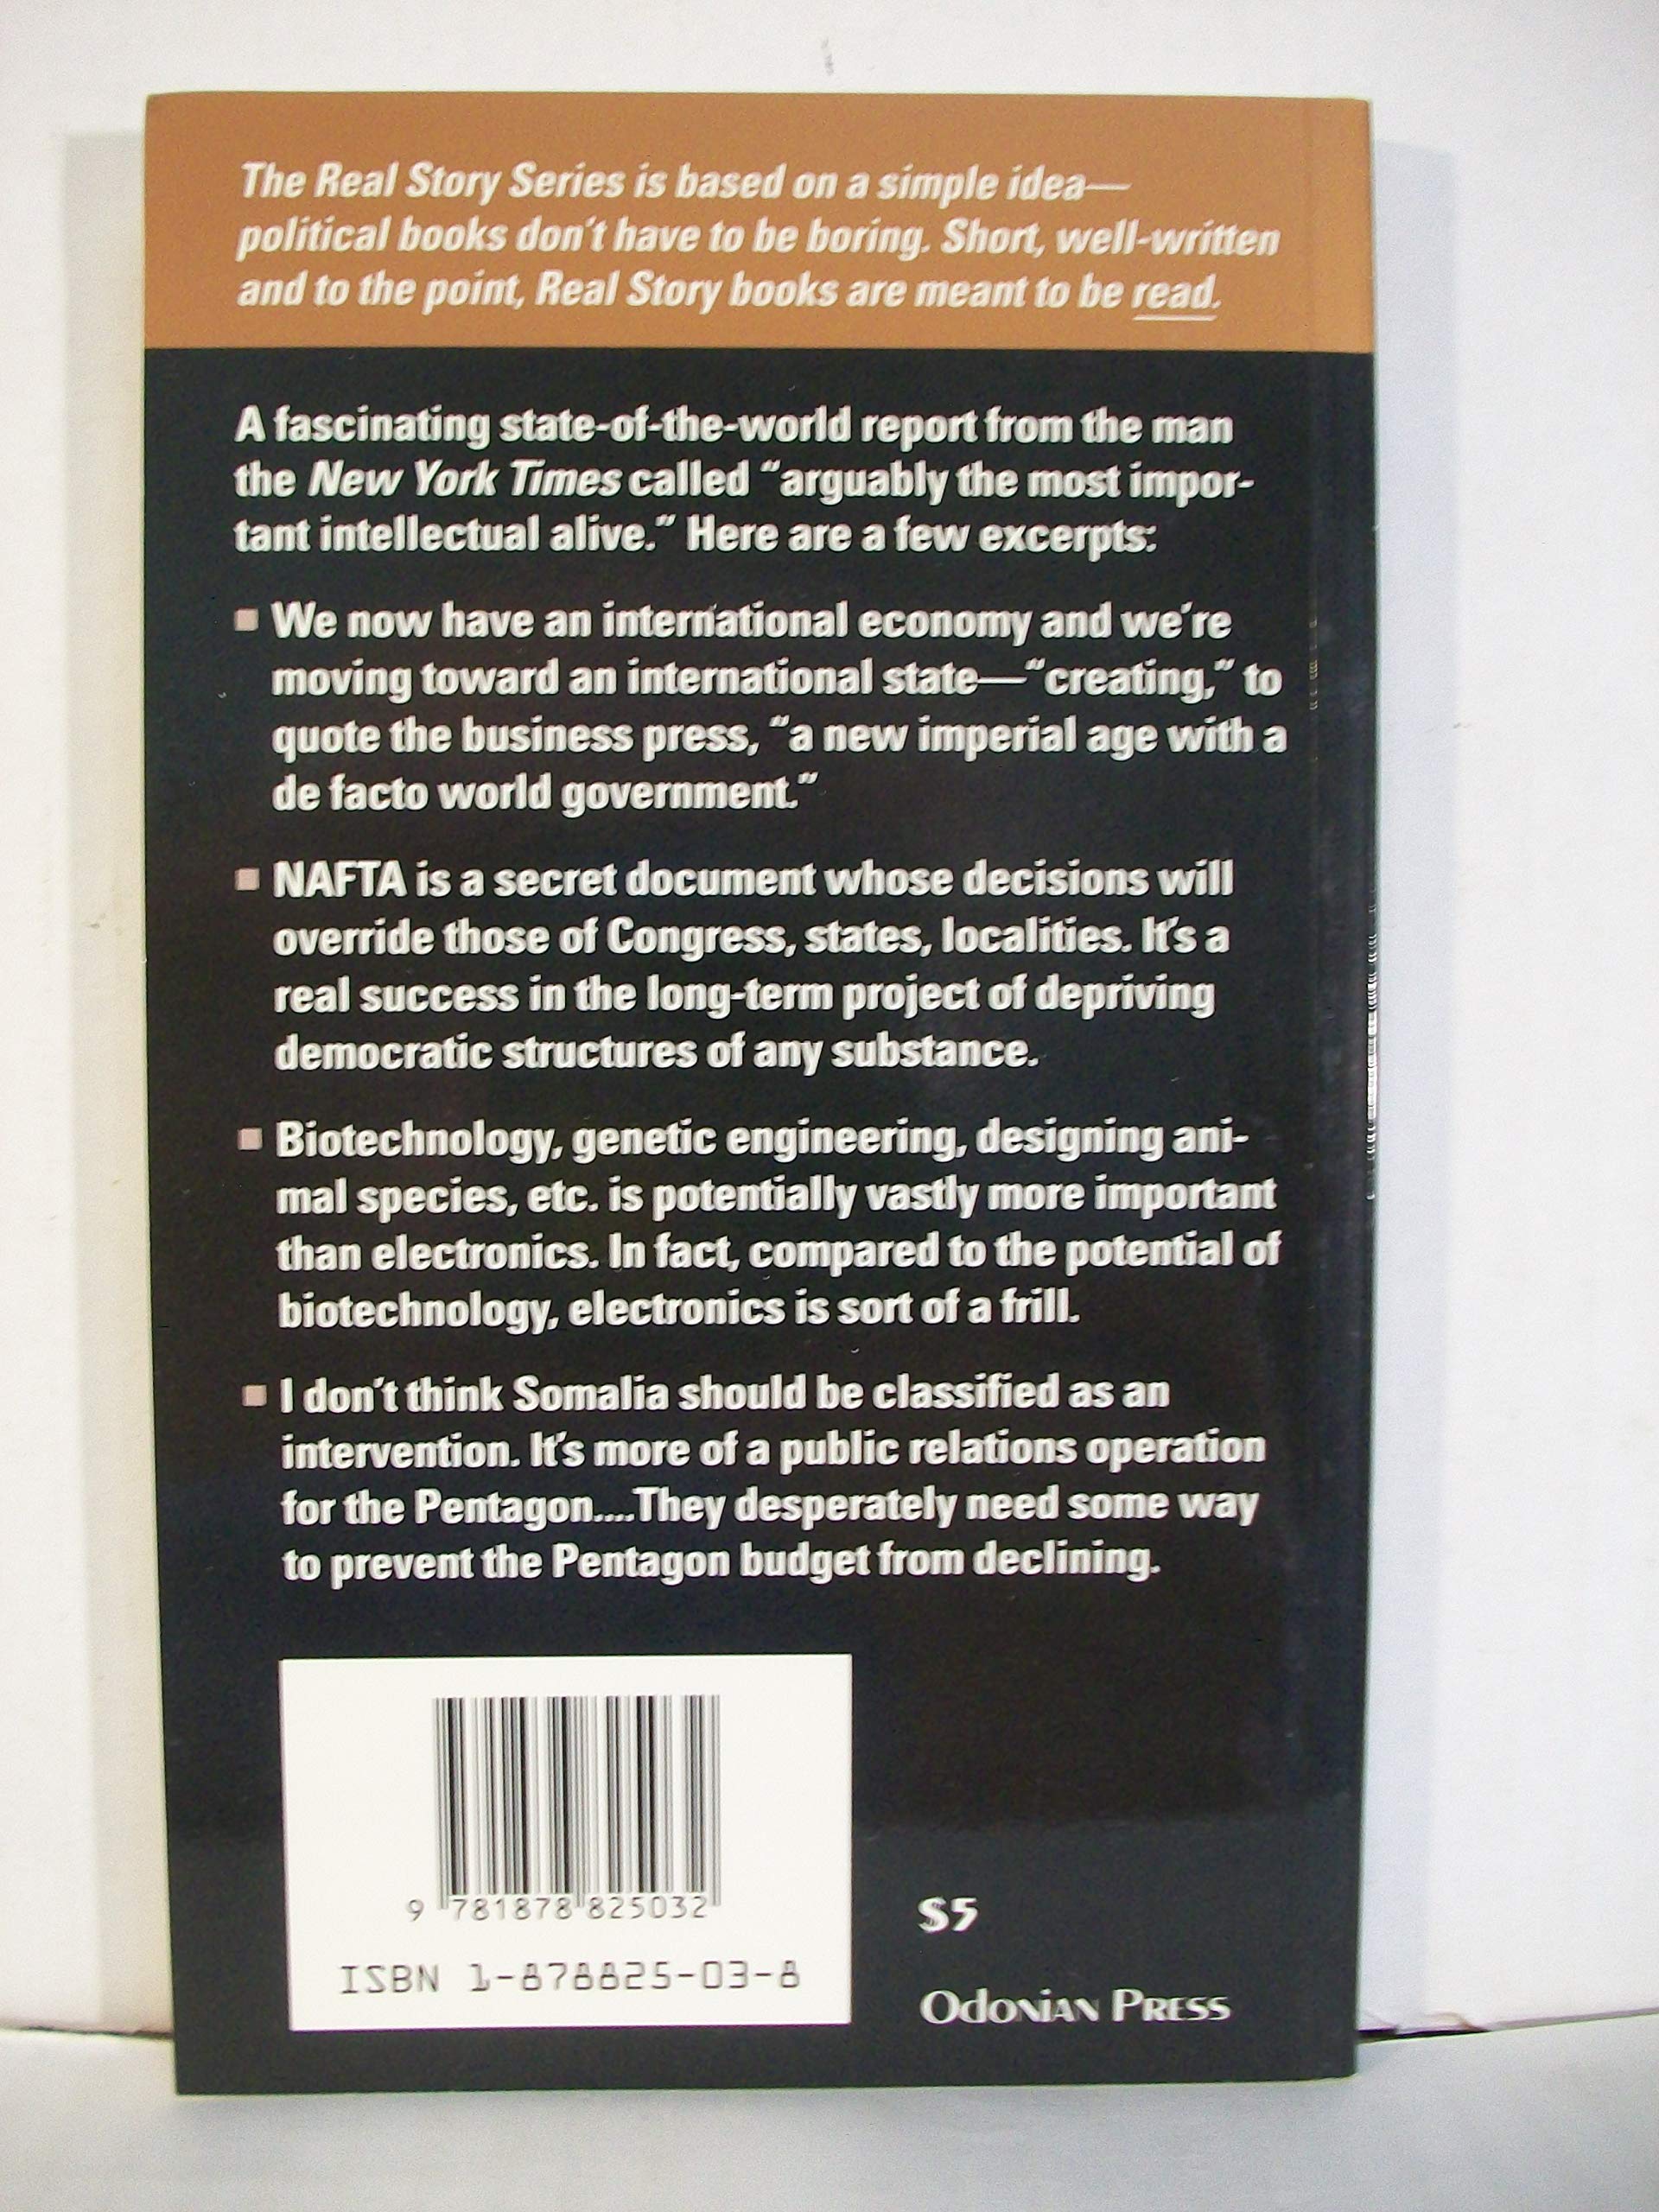 The Real Story Series is based on a simple idea—
political books don't have to be boring. Short, well-written
and to the point, Real Story books are meant to be read.
A fascinating state-of-the-world report from the man
the New York Times called "arguably the most impor-
tant intellectual alive." Here are a few excerpts:
▪ We now have an international economy and we're
moving toward an international state—"creating," to
quote the business press, "a new imperial age with a
de facto world government."
▪ NAFTA is a secret document whose decisions will
override those of Congress, states, localities. It's a
real success in the long-term project of depriving
democratic structures of any substance.
▪ Biotechnology, genetic engineering, designing ani-
mal species, etc. is potentially vastly more important
than electronics. In fact, compared to the potential of
biotechnology, electronics is sort of a frill.
▪ I don't think Somalia should be classified as an
intervention. It's more of a public relations operation
for the Pentagon....They desperately need some way
to prevent the Pentagon budget from declining.
9 781878 825032
ISBN 1-878825-03-8
$5
Odonian Press